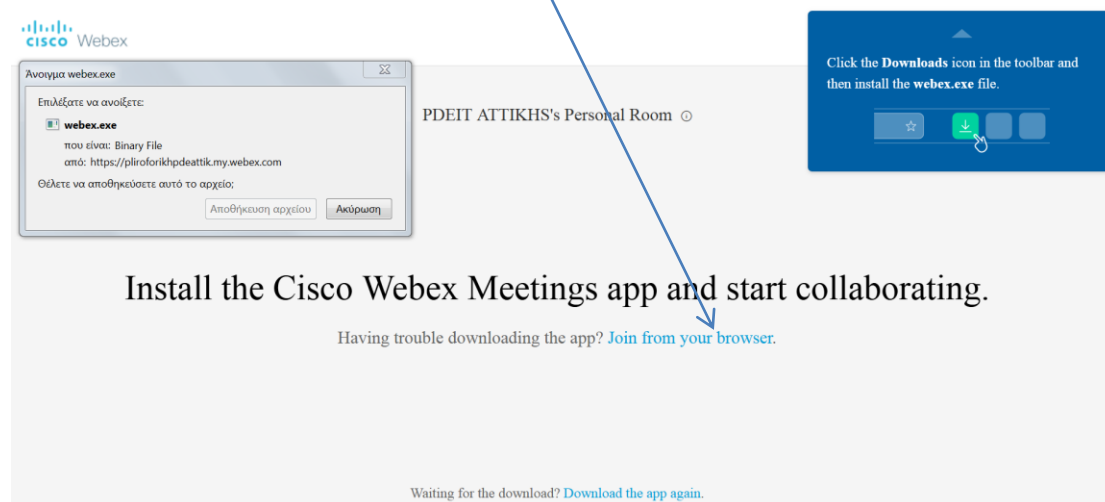 CISCO Webex
Άνοιγμα webex.exe
Επιλέξατε να ανοίξετε:
webex.exe
που είναι: Binary File
από: https://pliroforikhpdeattik.my.webex.com
Θέλετε να αποθηκεύσετε αυτό το αρχείο;
Αποθήκευση αρχείου Ακύρωση
PDEIT ATTIKHS's Personal Room
Click the Downloads icon in the toolbar and
then install the webex.exe file.
Install the Cisco Webex Meetings app and start collaborating.
Having trouble downloading the app? Join from your browser.
Waiting for the download? Download the app again.